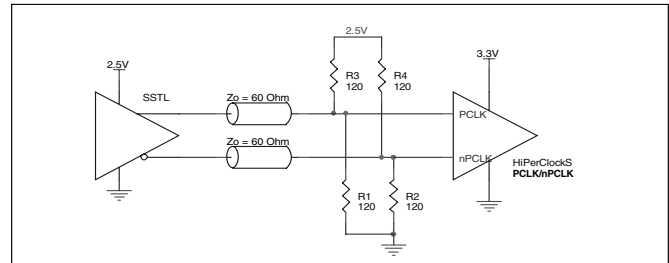 2.5V
3.3V
2.5V
SSTL
R3
120
R4
120
Zo = 60 Ohm
PCLK
Zo = 60 Ohm
nPCLK
HiPerClockS
PCLK/nPCLK
R1
120
R2
120